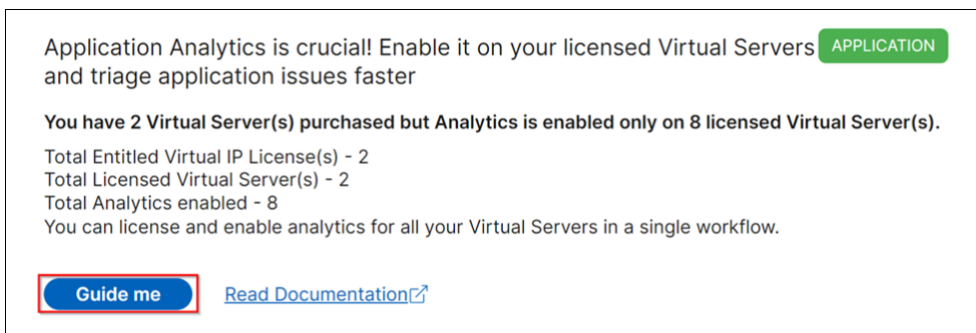 Application Analytics is crucial! Enable it on your licensed Virtual Servers APPLICATION
and triage application issues faster
You have 2 Virtual Server(s) purchased but Analytics is enabled only on 8 licensed Virtual Server(s).
Total Entitled Virtual IP License(s) - 2
Total Licensed Virtual Server(s) - 2
Total Analytics enabled - 8
You can license and enable analytics for all your Virtual Servers in a single workflow.
Guide me Read Documentation